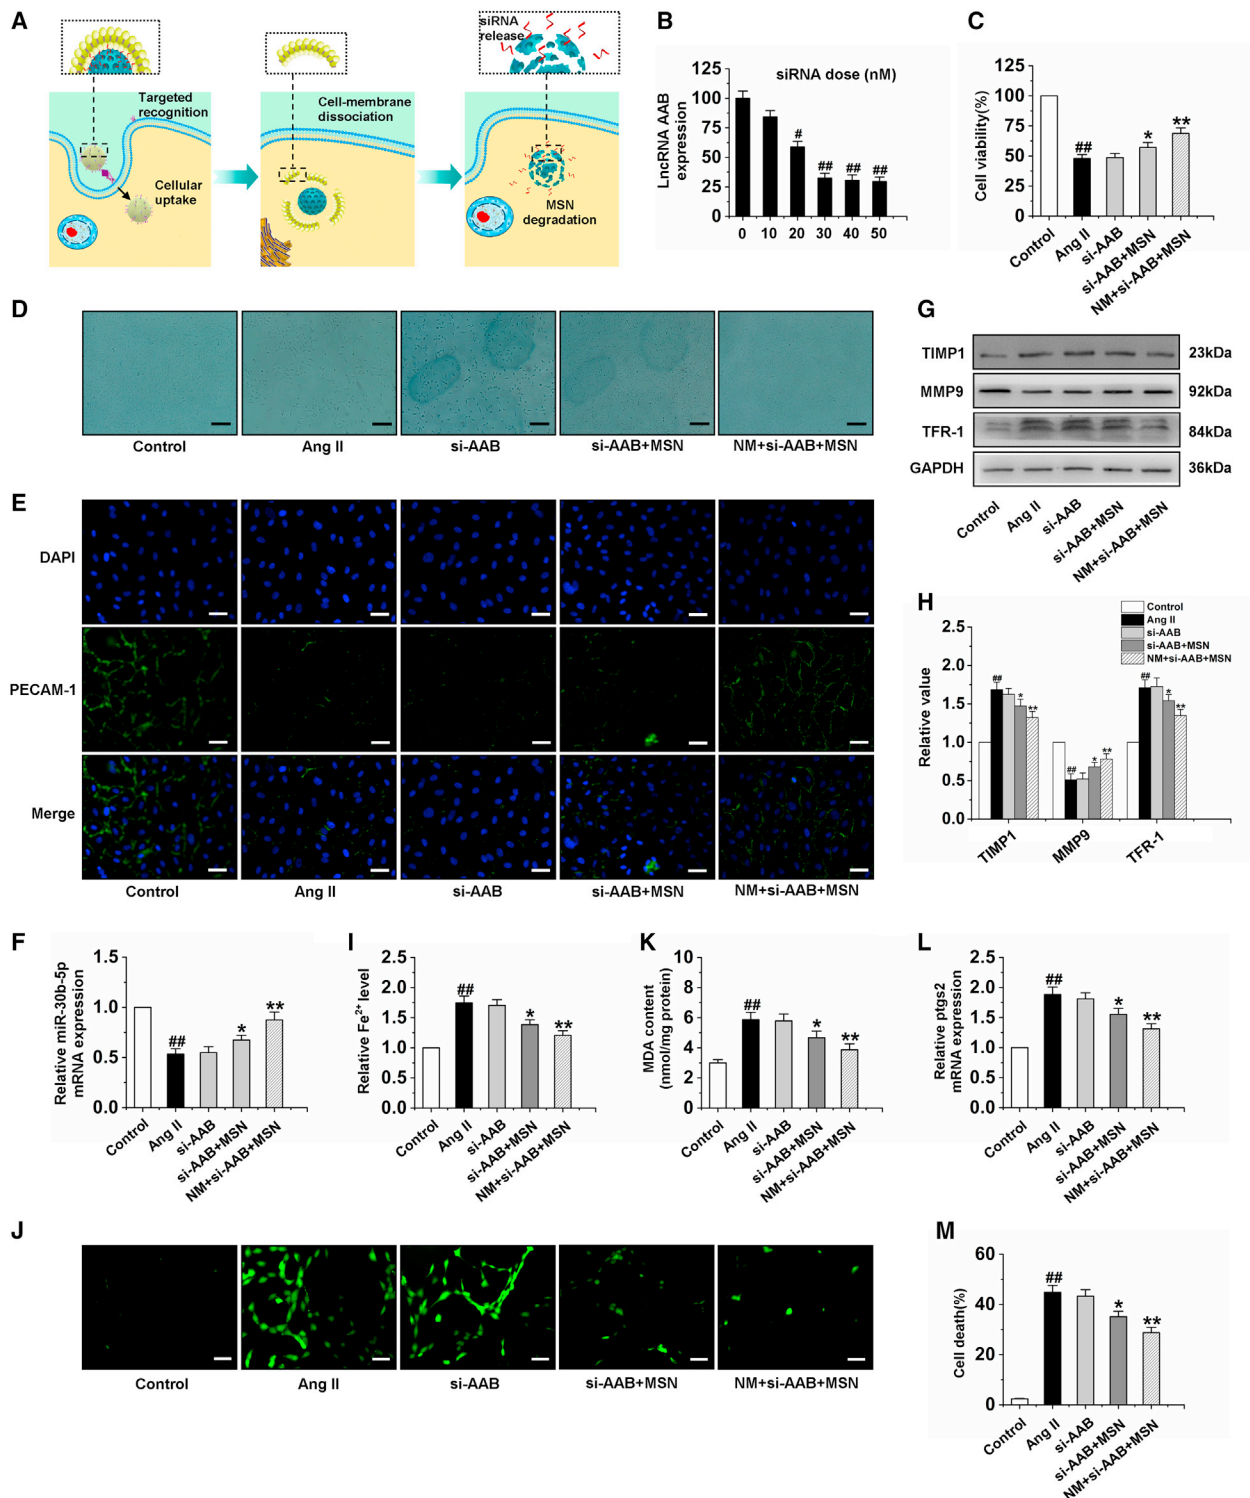 A
siRNA
release
Targeted
recognition
Cellular
uptake
Cell-membrane
dissociation
MSN
degradation
B
siRNA dose (nM)
LncRNA AAB
expression
125
100
75
50
25
0
0 10 20 30 40 50
# ## ## ##
C
Cell viability(%)
125
100
75
50
25
0
## * **
Control Ang II si-AAB si-AAB+MSN NM+si-AAB+MSN
D
Control Ang II si-AAB si-AAB+MSN NM+si-AAB+MSN
G
TIMP1 23kDa
MMP9 92kDa
TFR-1 84kDa
GAPDH 36kDa
Control Ang II si-AAB si-AAB+MSN NM+si-AAB+MSN
E
DAPI
PECAM-1
Merge
Control Ang II si-AAB si-AAB+MSN NM+si-AAB+MSN
H
Control
Ang II
si-AAB
si-AAB+MSN
NM+si-AAB+MSN
Relative value
2.5
2.0
1.5
1.0
0.5
0.0
## * ** ## * ** ## * **
TIMP1 MMP9 TFR-1
F
Relative miR-30b-5p
mRNA expression
1.5
1.0
0.5
0.0
## * **
Control Ang II si-AAB si-AAB+MSN NM+si-AAB+MSN
I
Relative Fe²⁺ level
2.5
2.0
1.5
1.0
0.5
0.0
## * **
Control Ang II si-AAB si-AAB+MSN NM+si-AAB+MSN
K
MDA content
(nmol/mg protein)
10
8
6
4
2
0
## * **
Control Ang II si-AAB si-AAB+MSN NM+si-AAB+MSN
L
Relative ptgs2
mRNA expression
2.5
2.0
1.5
1.0
0.5
0.0
## * **
Control Ang II si-AAB si-AAB+MSN NM+si-AAB+MSN
J
Control Ang II si-AAB si-AAB+MSN NM+si-AAB+MSN
M
Cell death(%)
60
40
20
0
## * **
Control Ang II si-AAB si-AAB+MSN NM+si-AAB+MSN